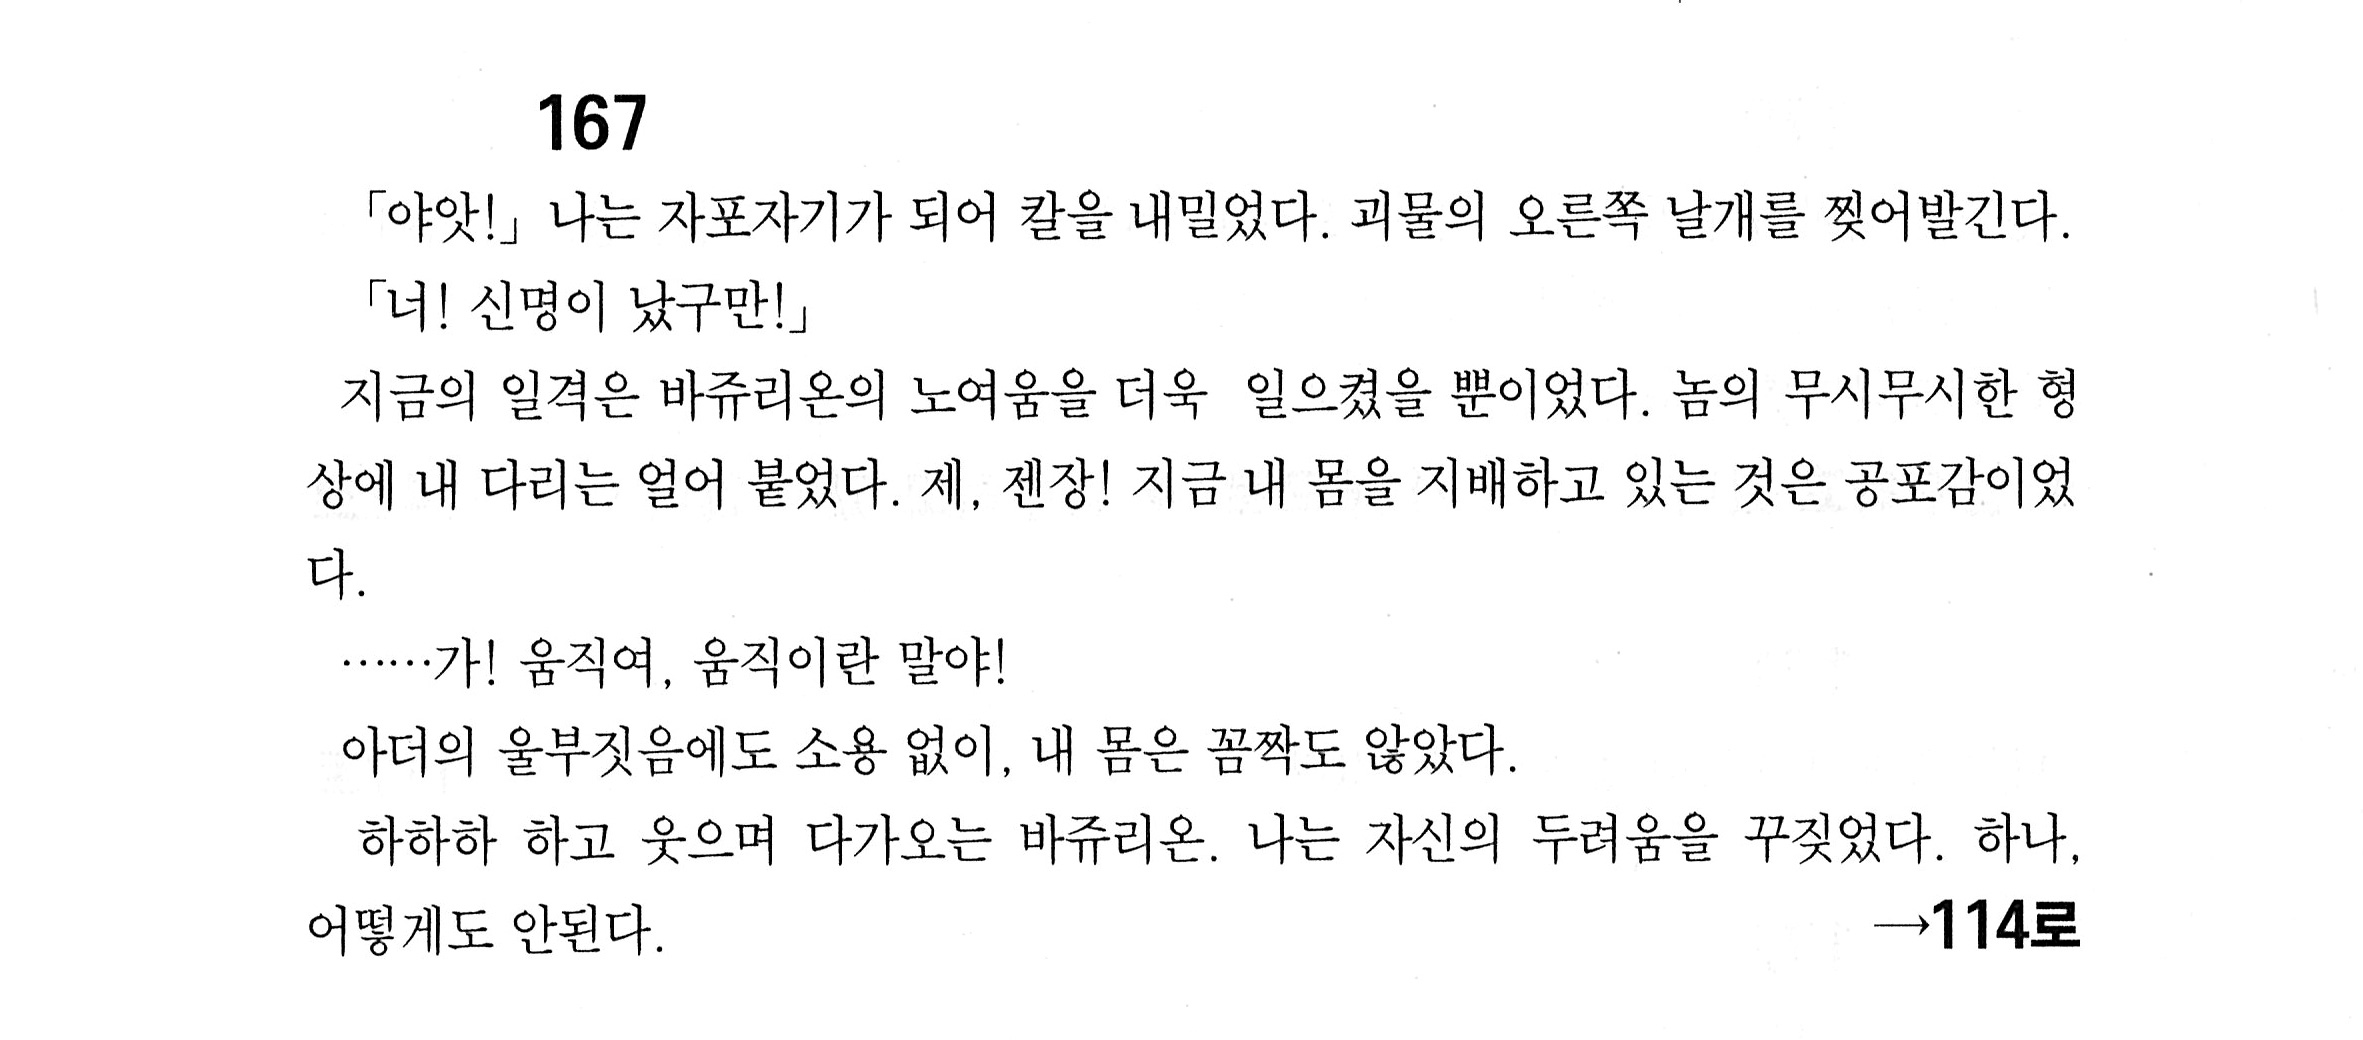 167
「야앗!」 나는 자포자기가 되어 칼을 내밀었다. 괴물의 오른쪽 날개를 찢어발긴다.
「너! 신명이 났구만!」
지금의 일격은 바쥬리온의 노여움을 더욱 일으켰을 뿐이었다. 놈의 무시무시한 형
상에 내 다리는 얼어 붙었다. 제, 젠장! 지금 내 몸을 지배하고 있는 것은 공포감이었
다.
……가! 움직여, 움직이란 말야!
아더의 울부짓음에도 소용 없이, 내 몸은 꼼짝도 않았다.
하하하 하고 웃으며 다가오는 바쥬리온. 나는 자신의 두려움을 꾸짖었다. 하나,
어떻게도 안된다. →114로